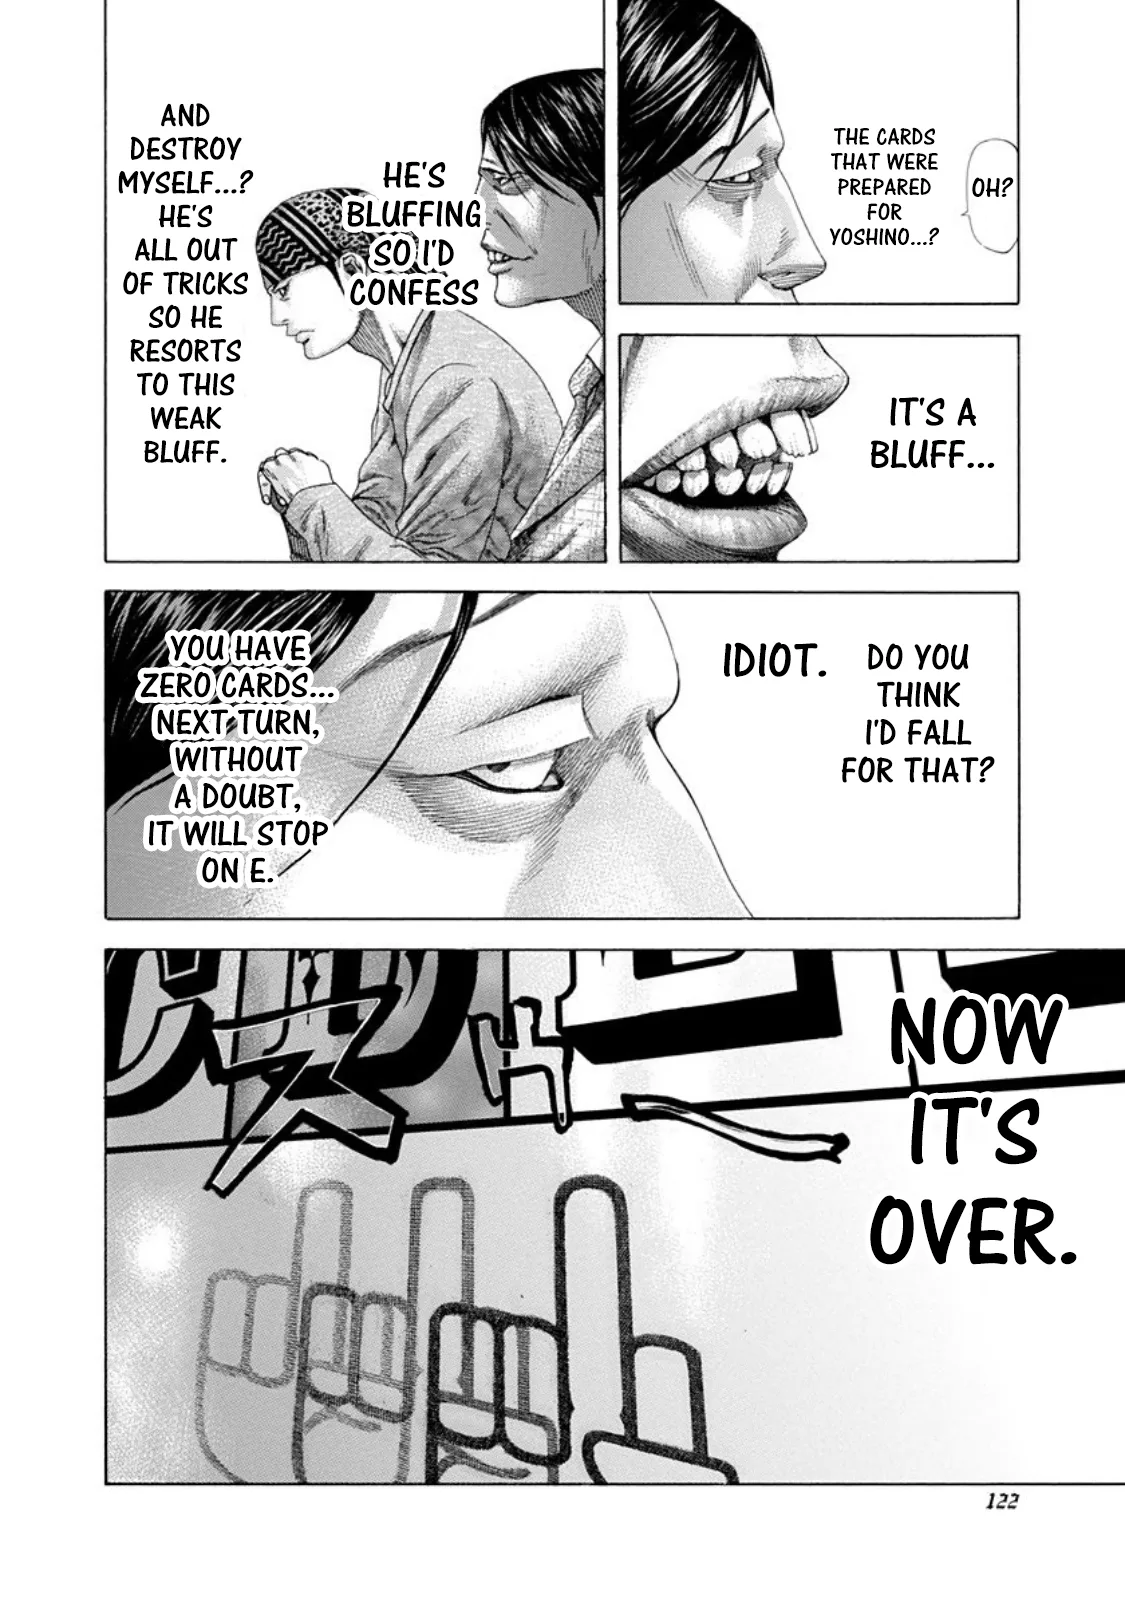 OH?
THE CARDS
THAT WERE
PREPARED
FOR
YOSHINO...?
IT'S A
BLUFF...
HE'S
BLUFFING
SO I'D
CONFESS
AND
DESTROY
MYSELF...?
HE'S
ALL OUT
OF TRICKS
SO HE
RESORTS
TO THIS
WEAK
BLUFF.
DO YOU
THINK
I'D FALL
FOR THAT?
IDIOT.
YOU HAVE
ZERO CARDS...
NEXT TURN,
WITHOUT
A DOUBT,
IT WILL STOP
ON E.
NOW
IT'S
OVER.
122